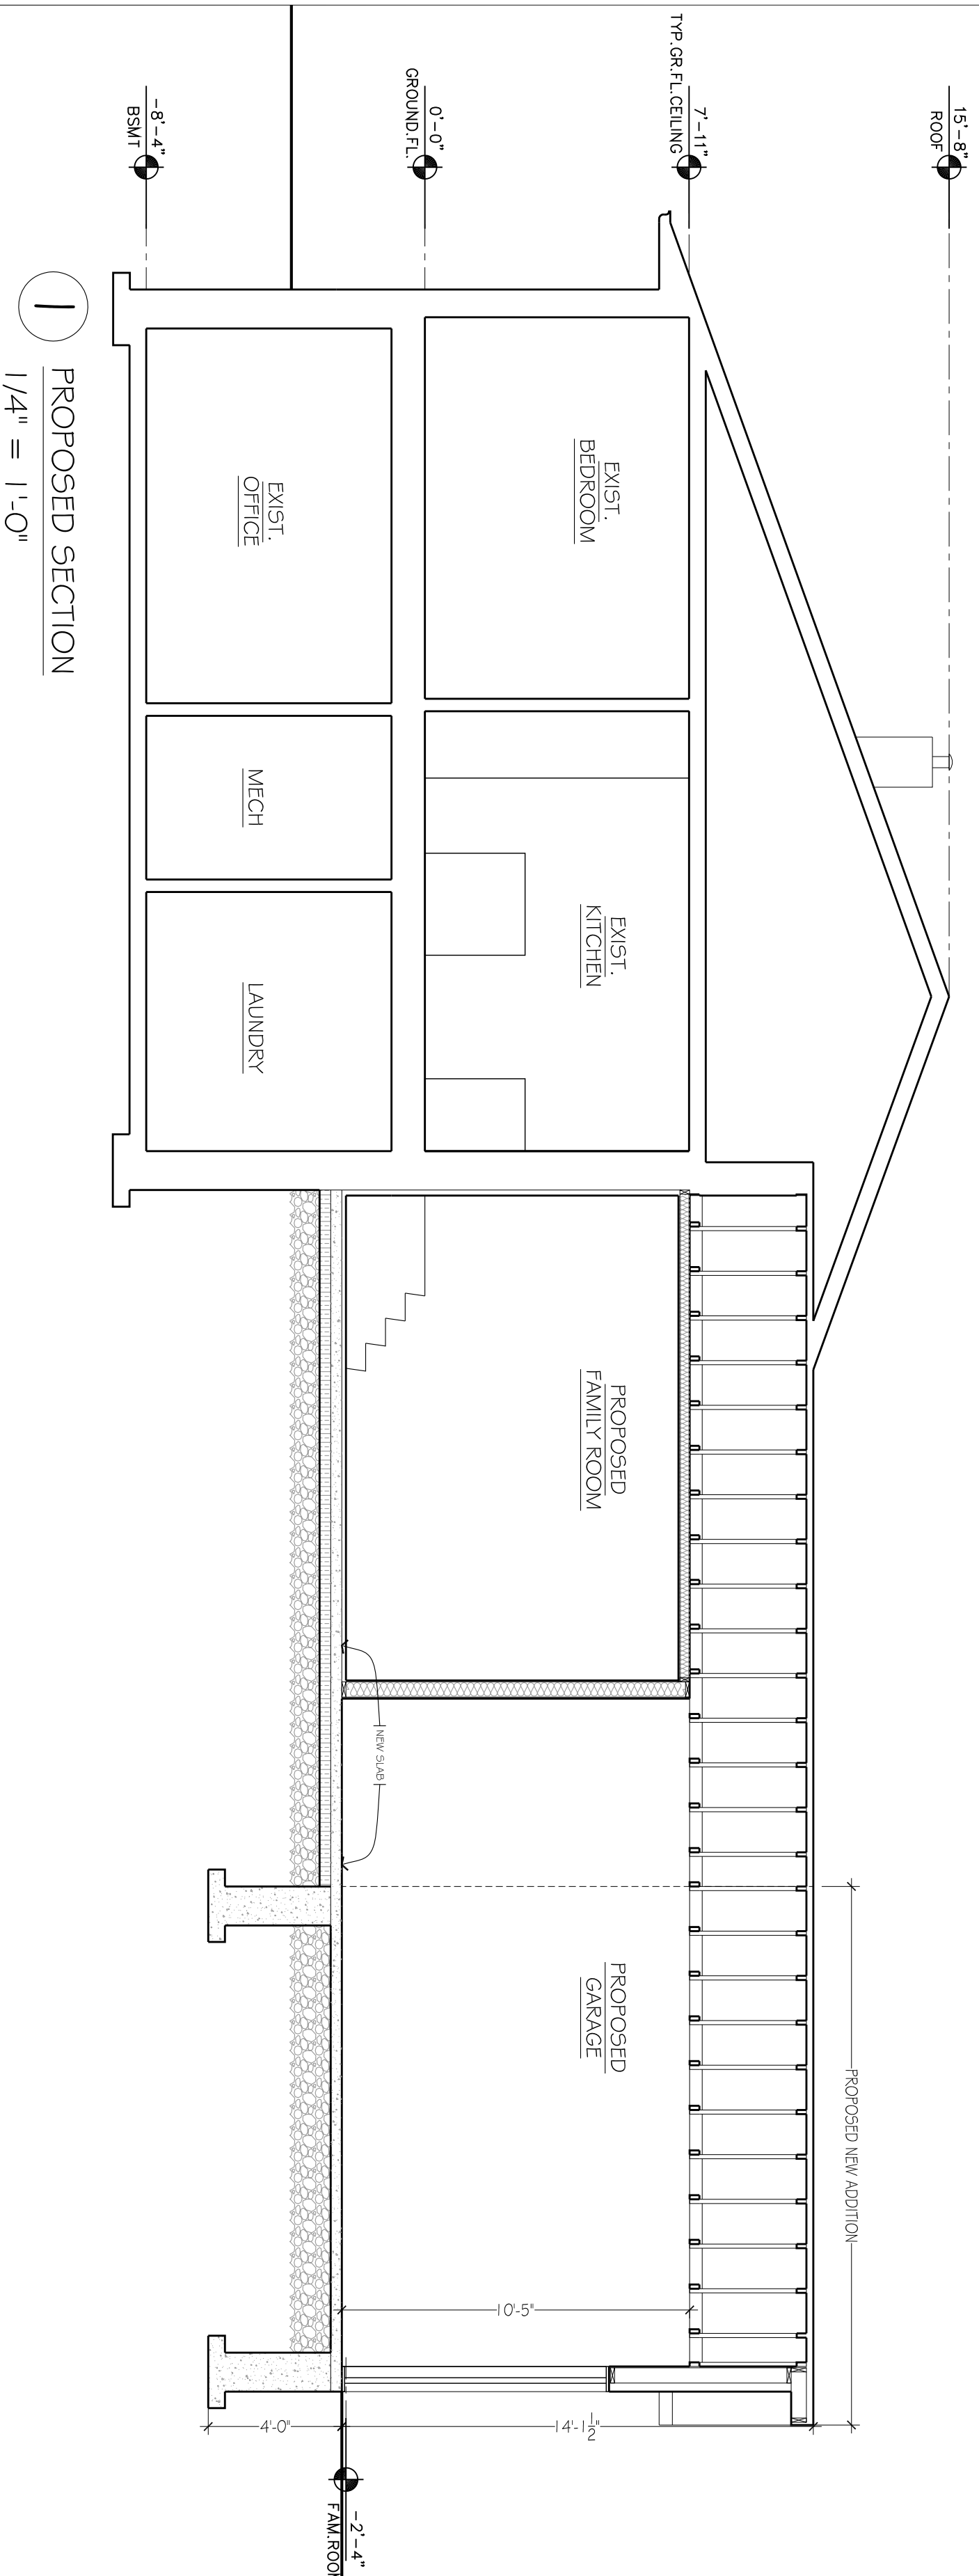 15'-8"
ROOF
7'-11"
TYP.GR.FL.CEILING
0'-0"
GROUND.FL.
-8'-4"
BSMT
EXIST.
BEDROOM
EXIST.
KITCHEN
EXIST.
OFFICE
MECH
LAUNDRY
PROPOSED
FAMILY ROOM
NEW SLAB
PROPOSED
GARAGE
PROPOSED NEW ADDITION
10'-5"
14'-1 1/2"
4'-0"
-2'-4"
1
PROPOSED SECTION
1/4" = 1'-0"